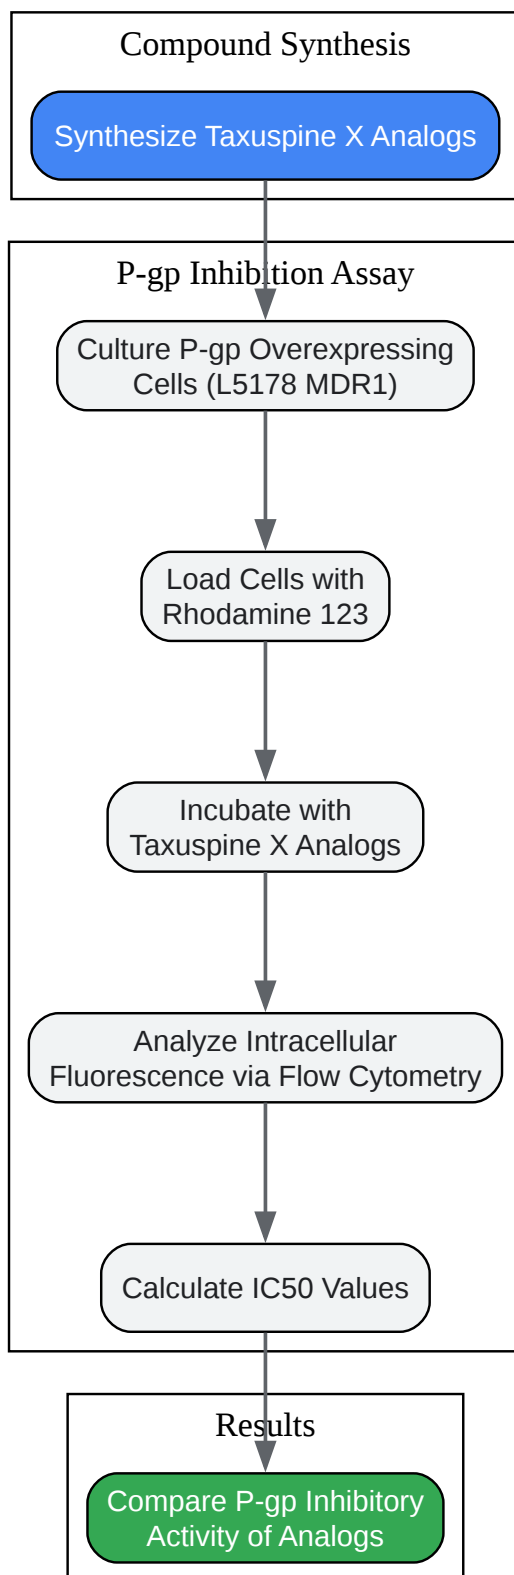 Compound Synthesis
Synthesize Taxuspine X Analogs
P-gp Inhibition Assay
Culture P-gp Overexpressing
Cells (L5178 MDR1)
Load Cells with
Rhodamine 123
Incubate with
Taxuspine X Analogs
Analyze Intracellular
Fluorescence via Flow Cytometry
Calculate IC50 Values
Results
Compare P-gp Inhibitory
Activity of Analogs